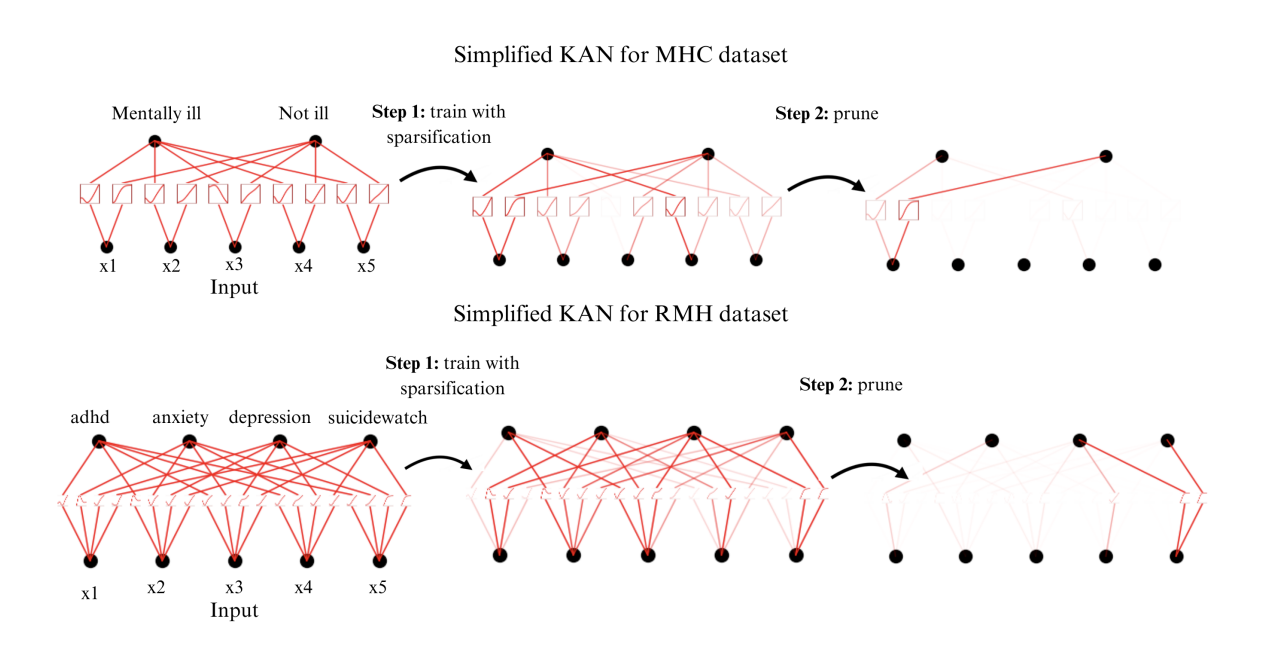 Simplified KAN for MHC dataset
Mentally ill
Not ill
Step 1: train with
sparsification
Step 2: prune
x1
x2
x3
x4
x5
Input
Simplified KAN for RMH dataset
Step 1: train with
sparsification
Step 2: prune
adhd
anxiety
depression
suicidewatch
x1
x2
x3
x4
x5
Input